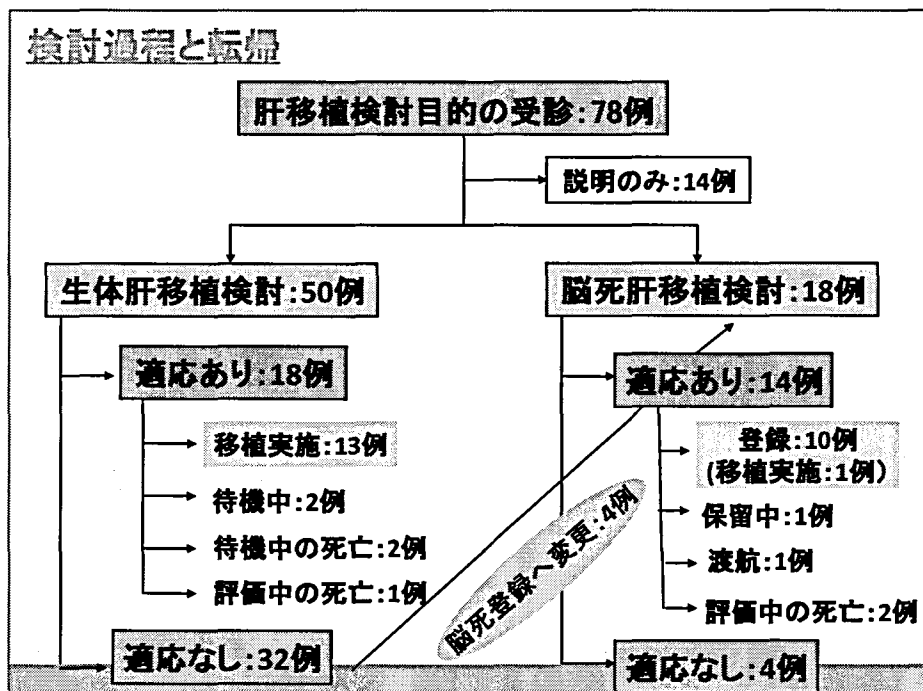 検討過程と転帰
肝移植検討目的の受診:78例
説明のみ:14例
生体肝移植検討:50例
脳死肝移植検討:18例
適応あり:18例
適応あり:14例
移植実施:13例
待機中:2例
待機中の死亡:2例
評価中の死亡:1例
登録:10例
(移植実施:1例)
保留中:1例
渡航:1例
評価中の死亡:2例
脳死登録へ変更:4例
適応なし:32例
適応なし:4例